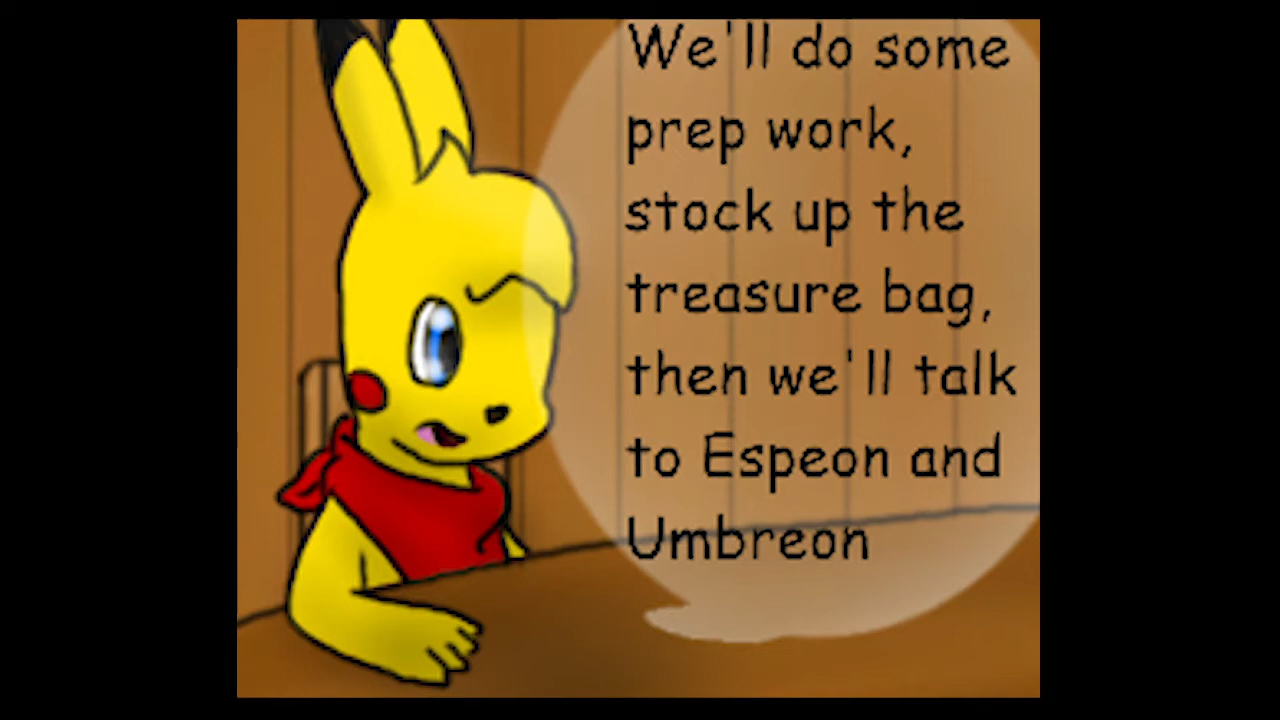 We'll do some
prep work,
stock up the
treasure bag,
then we'll talk
to Espeon and
Umbreon